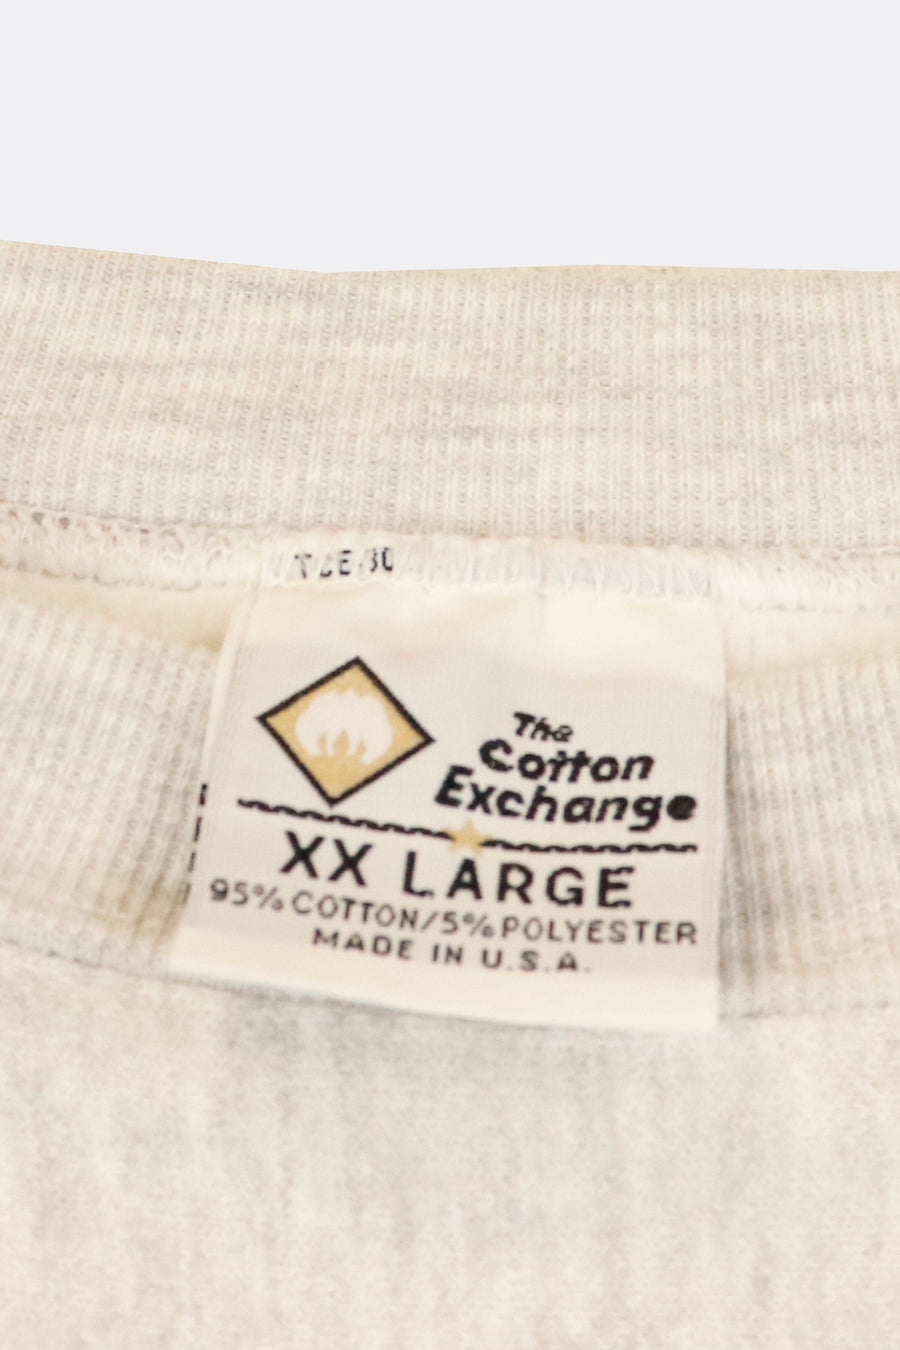 The
Cotton
Exchange
XX LARGE
95% COTTON/5% POLYESTER
MADE IN U.S.A.